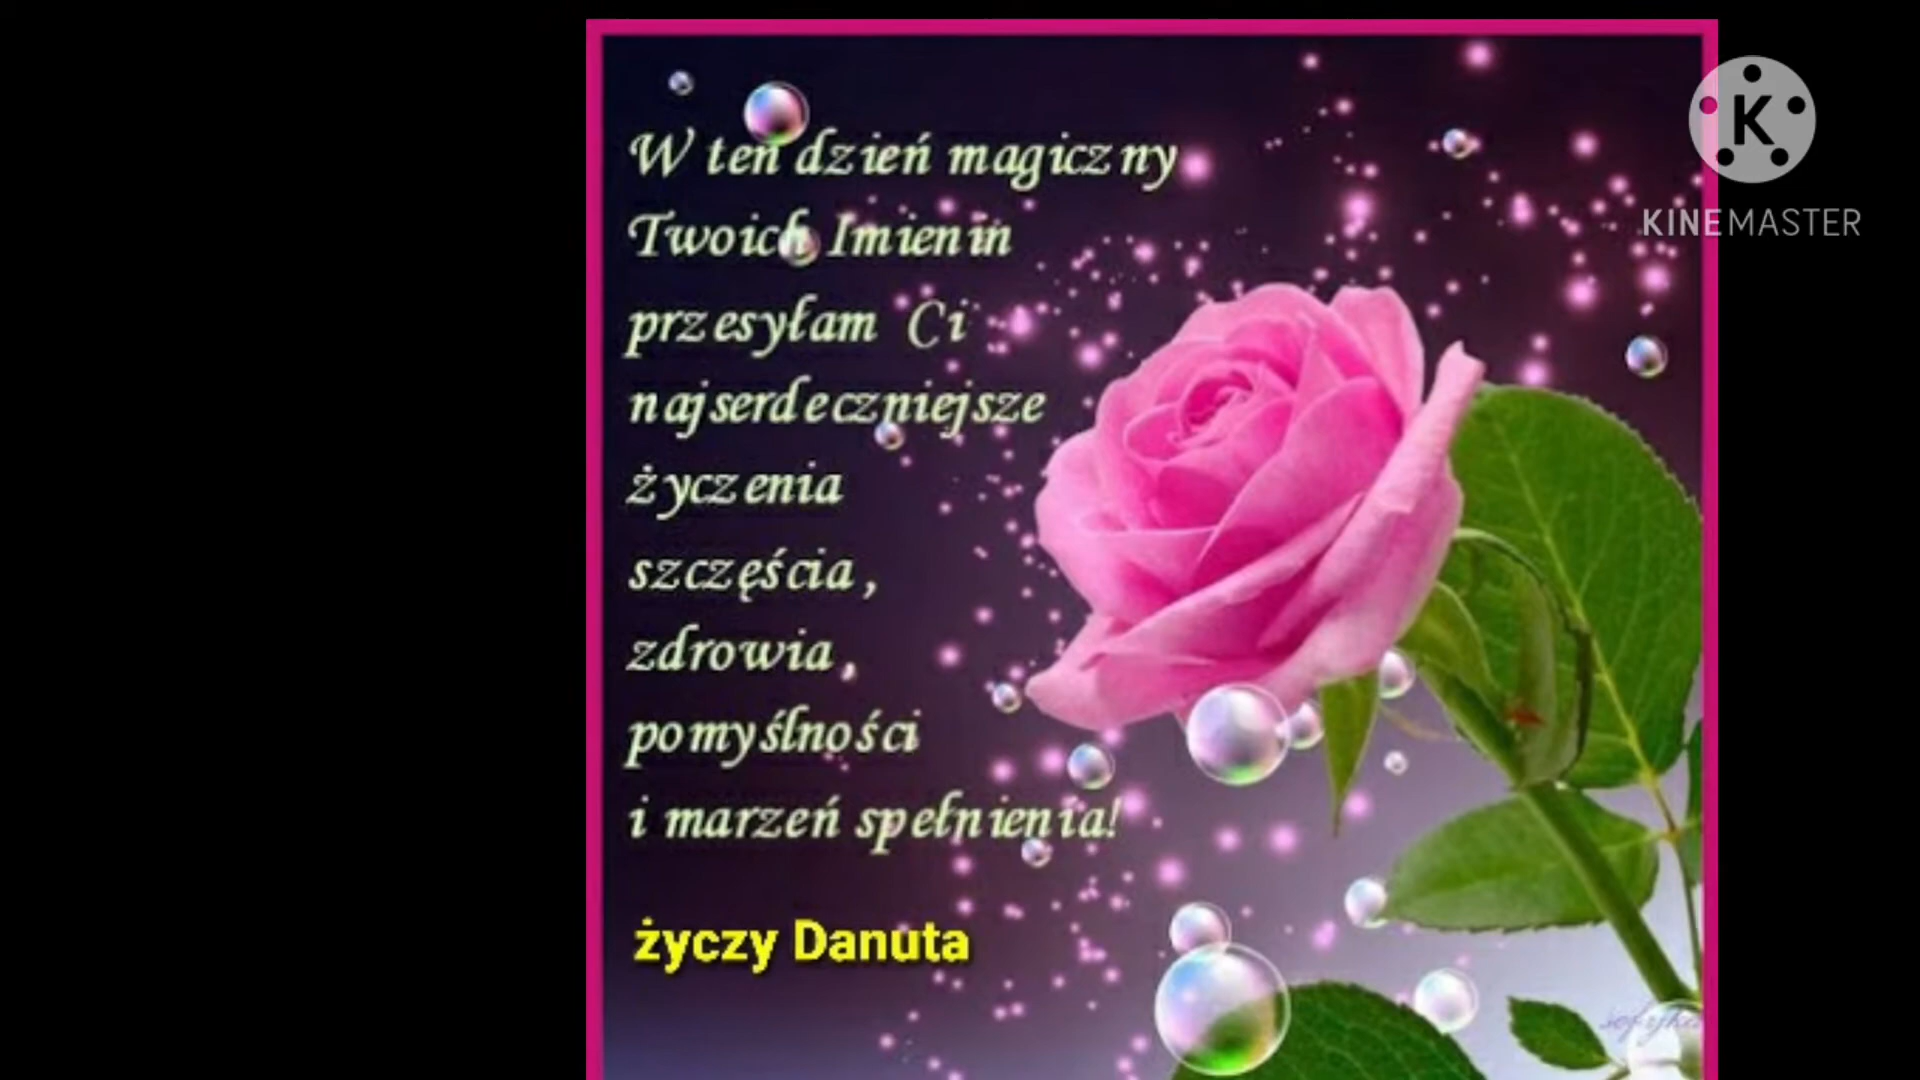 W ten dzień magiczny
Twoich Imienin
przesyłam Ci
najserdeczniejsze
życzenia
szczęścia,
zdrowia,
pomyślności
i marzeń spełnienia!
życzy Danuta
KINEMASTER